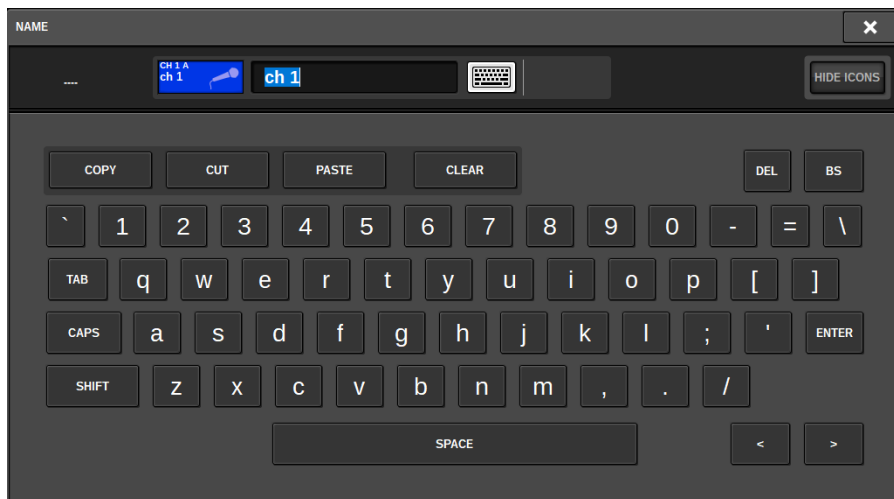 NAME
CH 1 A
ch 1
ch 1
----
HIDE ICONS
COPY CUT PASTE CLEAR DEL BS
` 1 2 3 4 5 6 7 8 9 0 - = \
TAB q w e r t y u i o p [ ]
CAPS a s d f g h j k l ; ' ENTER
SHIFT z x c v b n m , . /
SPACE < >